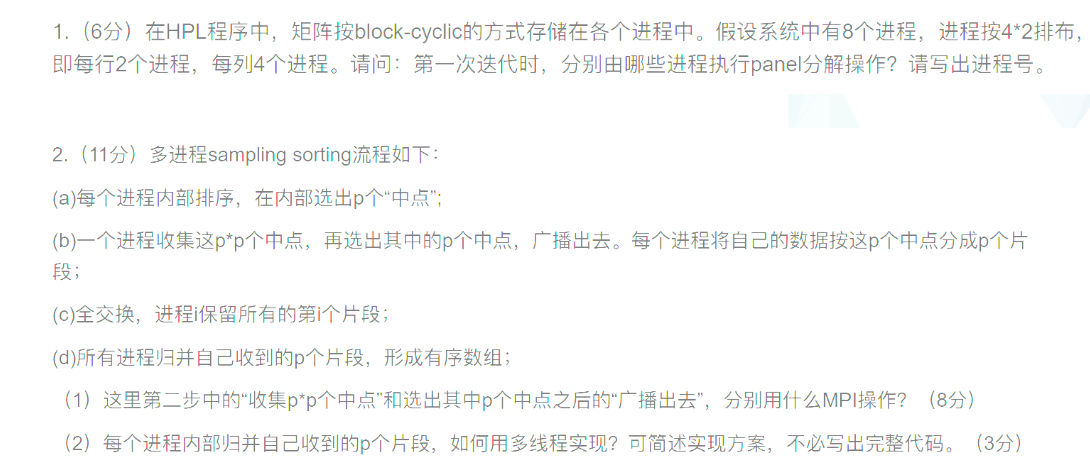 1.（6分）在HPL程序中，矩阵按block-cyclic的方式存储在各个进程中。假设系统中有8个进程，进程按4*2排布，
即每行2个进程，每列4个进程。请问：第一次迭代时，分别由哪些进程执行panel分解操作？请写出进程号。
2.（11分）多进程sampling sorting流程如下：
(a)每个进程内部排序，在内部选出p个“中点”;
(b)一个进程收集这p*p个中点，再选出其中的p个中点，广播出去。每个进程将自己的数据按这p个中点分成p个片
段；
(c)全交换，进程i保留所有的第i个片段；
(d)所有进程归并自己收到的p个片段，形成有序数组；
（1）这里第二步中的“收集p*p个中点”和选出其中p个中点之后的“广播出去”，分别用什么MPI操作？（8分）
（2）每个进程内部归并自己收到的p个片段，如何用多线程实现？可简述实现方案，不必写出完整代码。（3分）